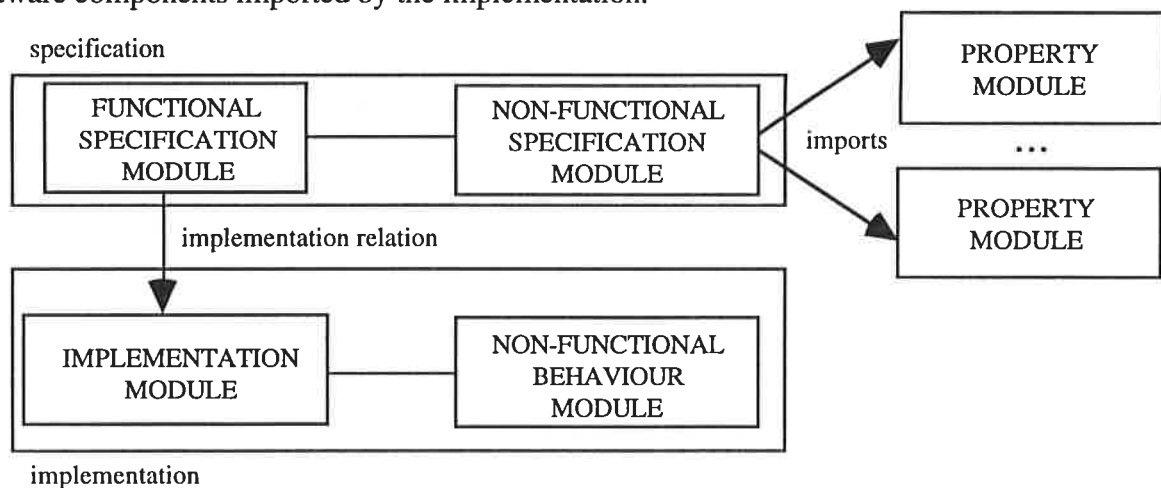 ware components imported by the implementation.
specification
FUNCTIONAL
SPECIFICATION
MODULE
NON-FUNCTIONAL
SPECIFICATION
MODULE
imports
PROPERTY
MODULE
...
PROPERTY
MODULE
implementation relation
IMPLEMENTATION
MODULE
NON-FUNCTIONAL
BEHAVIOUR
MODULE
implementation